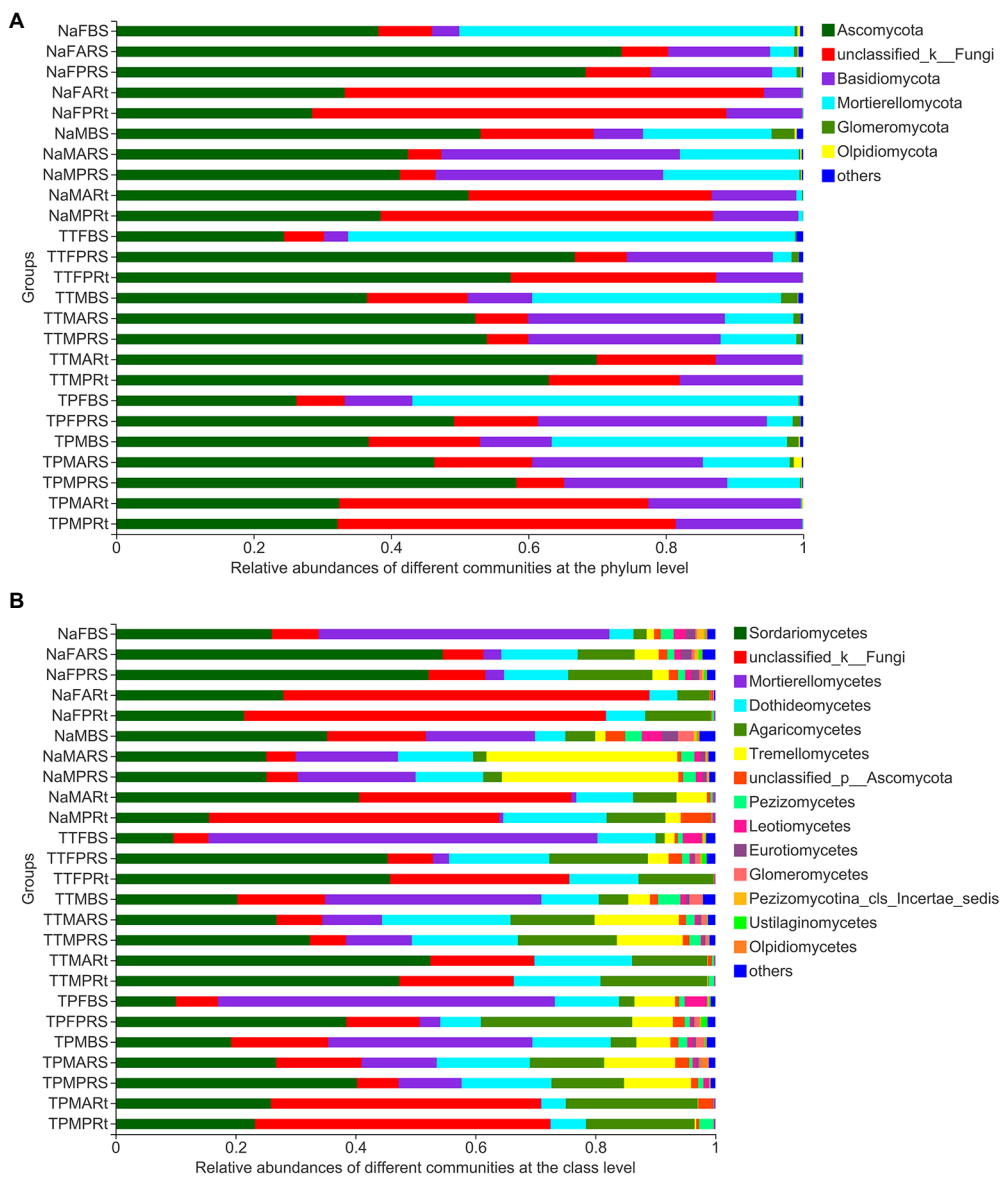 A
NaFBS
NaFARS
NaFPRS
NaFARt
NaFPRt
NaMBS
NaMARS
NaMPRS
NaMARt
NaMPRt
TTFBS
TTFPRS
TTFPRt
TTMBS
TTMARS
TTMPRS
TTMARt
TTMPRt
TPFBS
TPFPRS
TPMBS
TPMARS
TPMPRS
TPMARt
TPMPRt
Groups
0 0.2 0.4 0.6 0.8 1
Relative abundances of different communities at the phylum level
Ascomycota
unclassified_k__Fungi
Basidiomycota
Mortierellomycota
Glomeromycota
Olpidiomycota
others
B
NaFBS
NaFARS
NaFPRS
NaFARt
NaFPRt
NaMBS
NaMARS
NaMPRS
NaMARt
NaMPRt
TTFBS
TTFPRS
TTFPRt
TTMBS
TTMARS
TTMPRS
TTMARt
TTMPRt
TPFBS
TPFPRS
TPMBS
TPMARS
TPMPRS
TPMARt
TPMPRt
Groups
0 0.2 0.4 0.6 0.8 1
Relative abundances of different communities at the class level
Sordariomycetes
unclassified_k__Fungi
Mortierellomycetes
Dothideomycetes
Agaricomycetes
Tremellomycetes
unclassified_p__Ascomycota
Pezizomycetes
Leotiomycetes
Eurotiomycetes
Glomeromycetes
Pezizomycotina_cls_Incertae_sedis
Ustilaginomycetes
Olpidiomycetes
others